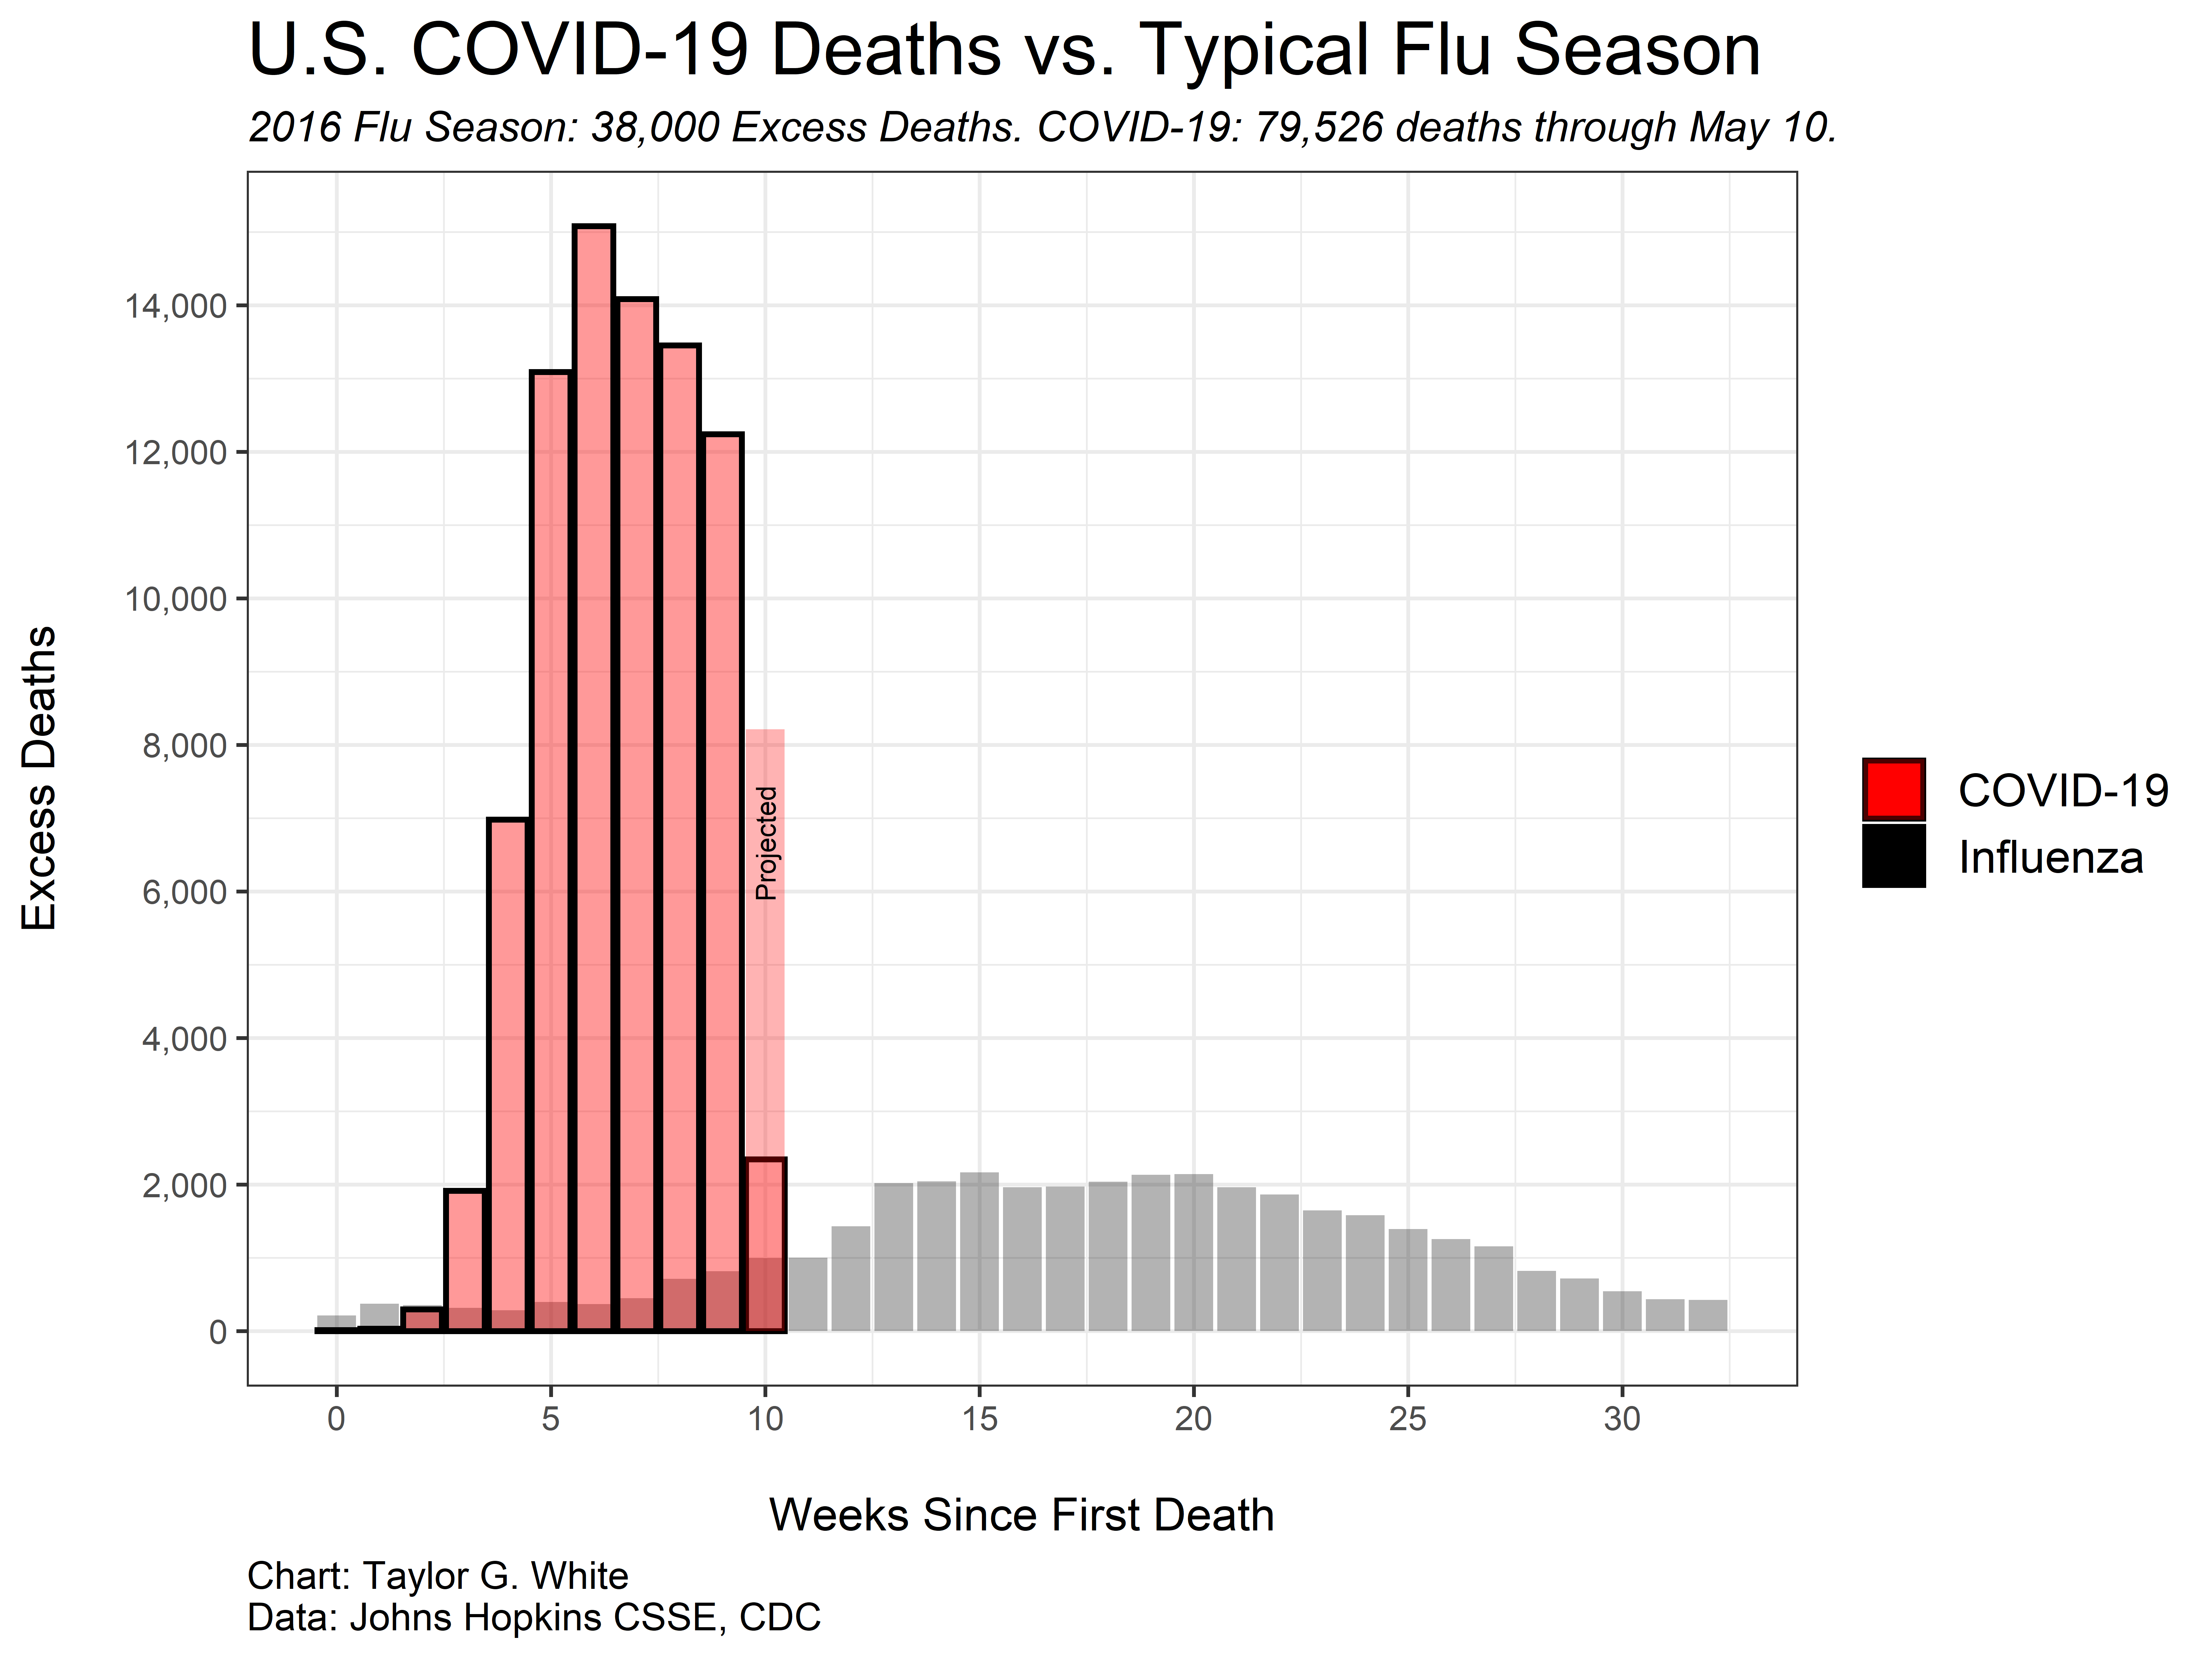 U.S. COVID-19 Deaths vs. Typical Flu Season
2016 Flu Season: 38,000 Excess Deaths. COVID-19: 79,526 deaths through May 10.
Excess Deaths
14,000
12,000
10,000
8,000
6,000
4,000
2,000
0
Projected
0 5 10 15 20 25 30
Weeks Since First Death
COVID-19
Influenza
Chart: Taylor G. White
Data: Johns Hopkins CSSE, CDC